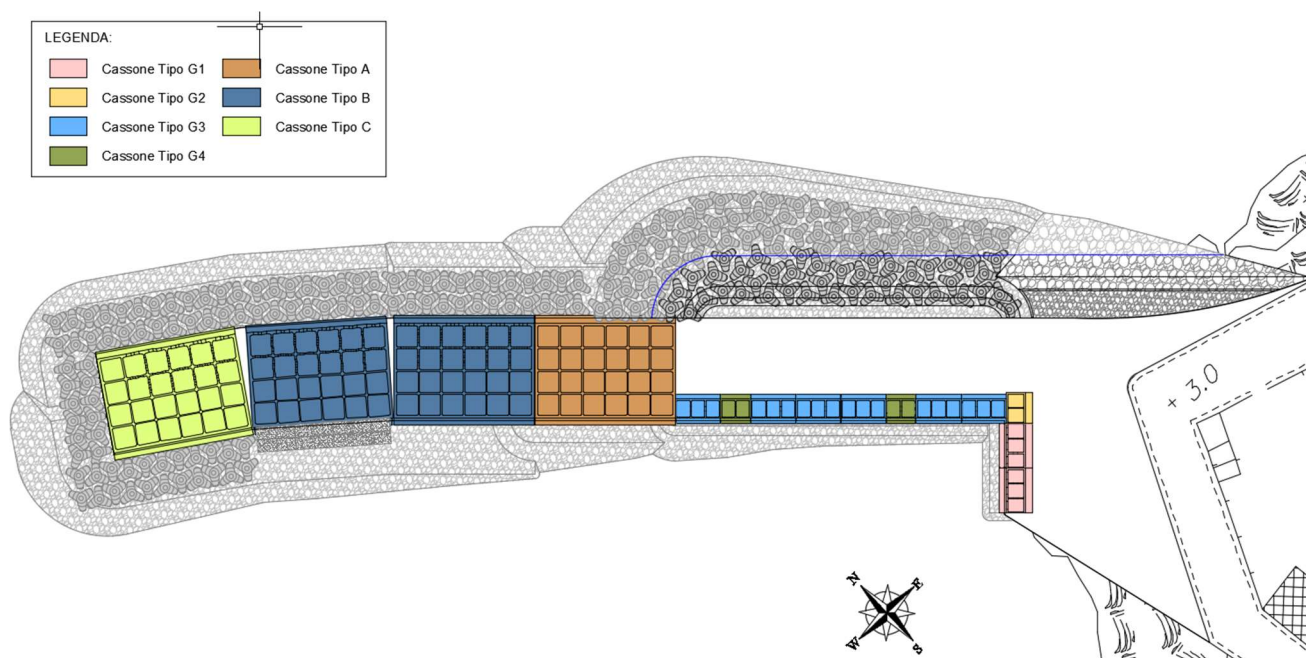 LEGENDA:
Cassone Tipo G1
Cassone Tipo A
Cassone Tipo G2
Cassone Tipo B
Cassone Tipo G3
Cassone Tipo C
Cassone Tipo G4
+ 3.0
N
E
W
S